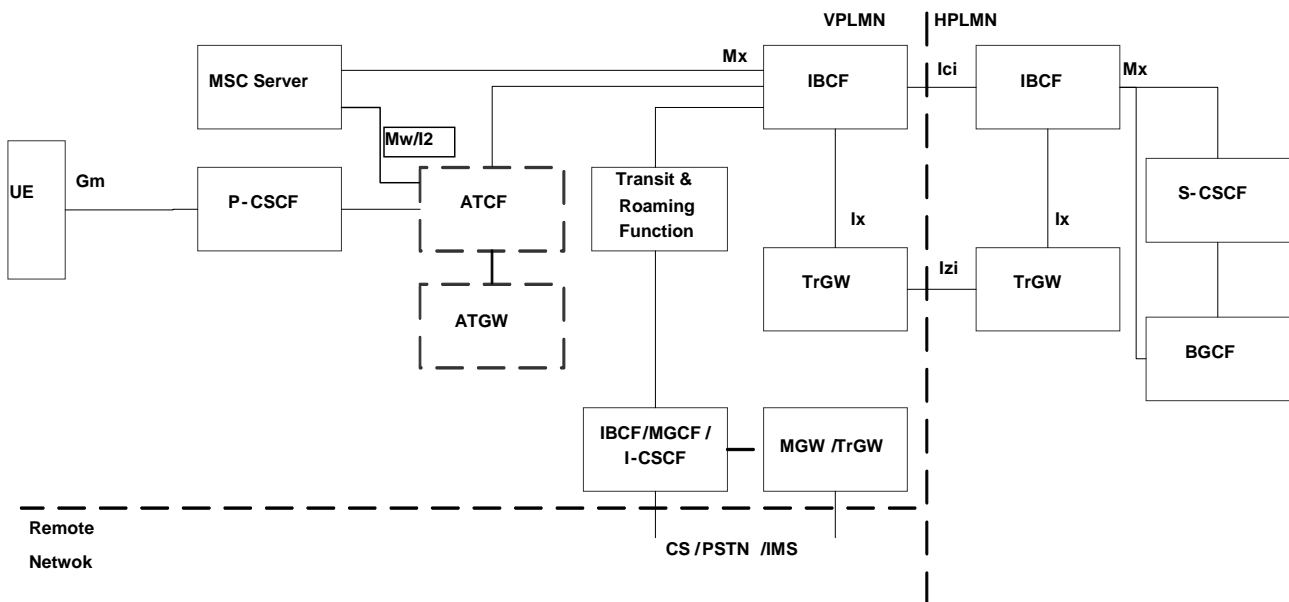 VPLMN
HPLMN
MSC Server
Mx
IBCF
Ici
IBCF
Mx
Mw/I2
UE
Gm
P-CSCF
ATCF
Transit &
Roaming
Function
Ix
Ix
S-CSCF
ATGW
TrGW
Izi
TrGW
BGCF
IBCF/MGCF/
I-CSCF
MGW /TrGW
Remote
Netwok
CS/PSTN /IMS